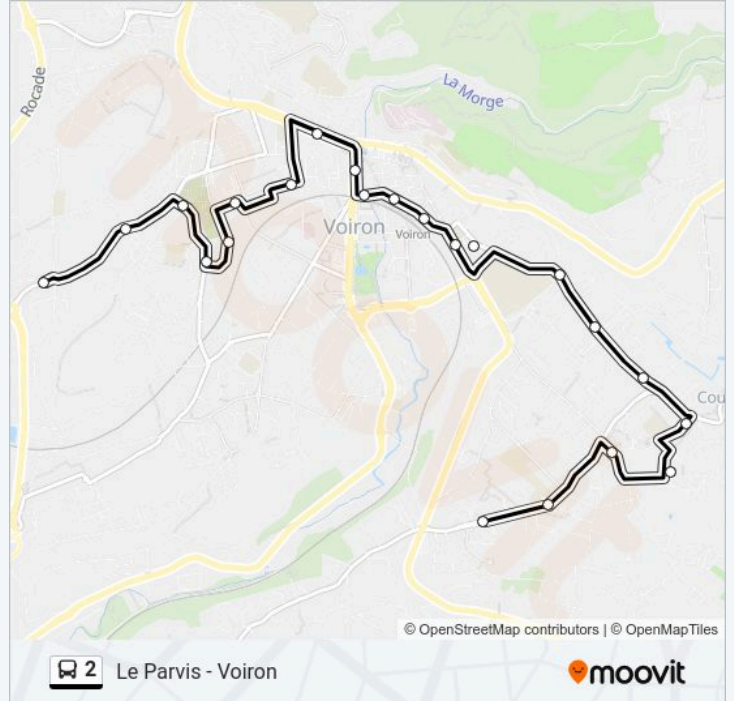 Rocade
La Morge
Voiron
Voiron
Cou
© OpenStreetMap contributors | © OpenMapTiles
2 Le Parvis - Voiron
moovit